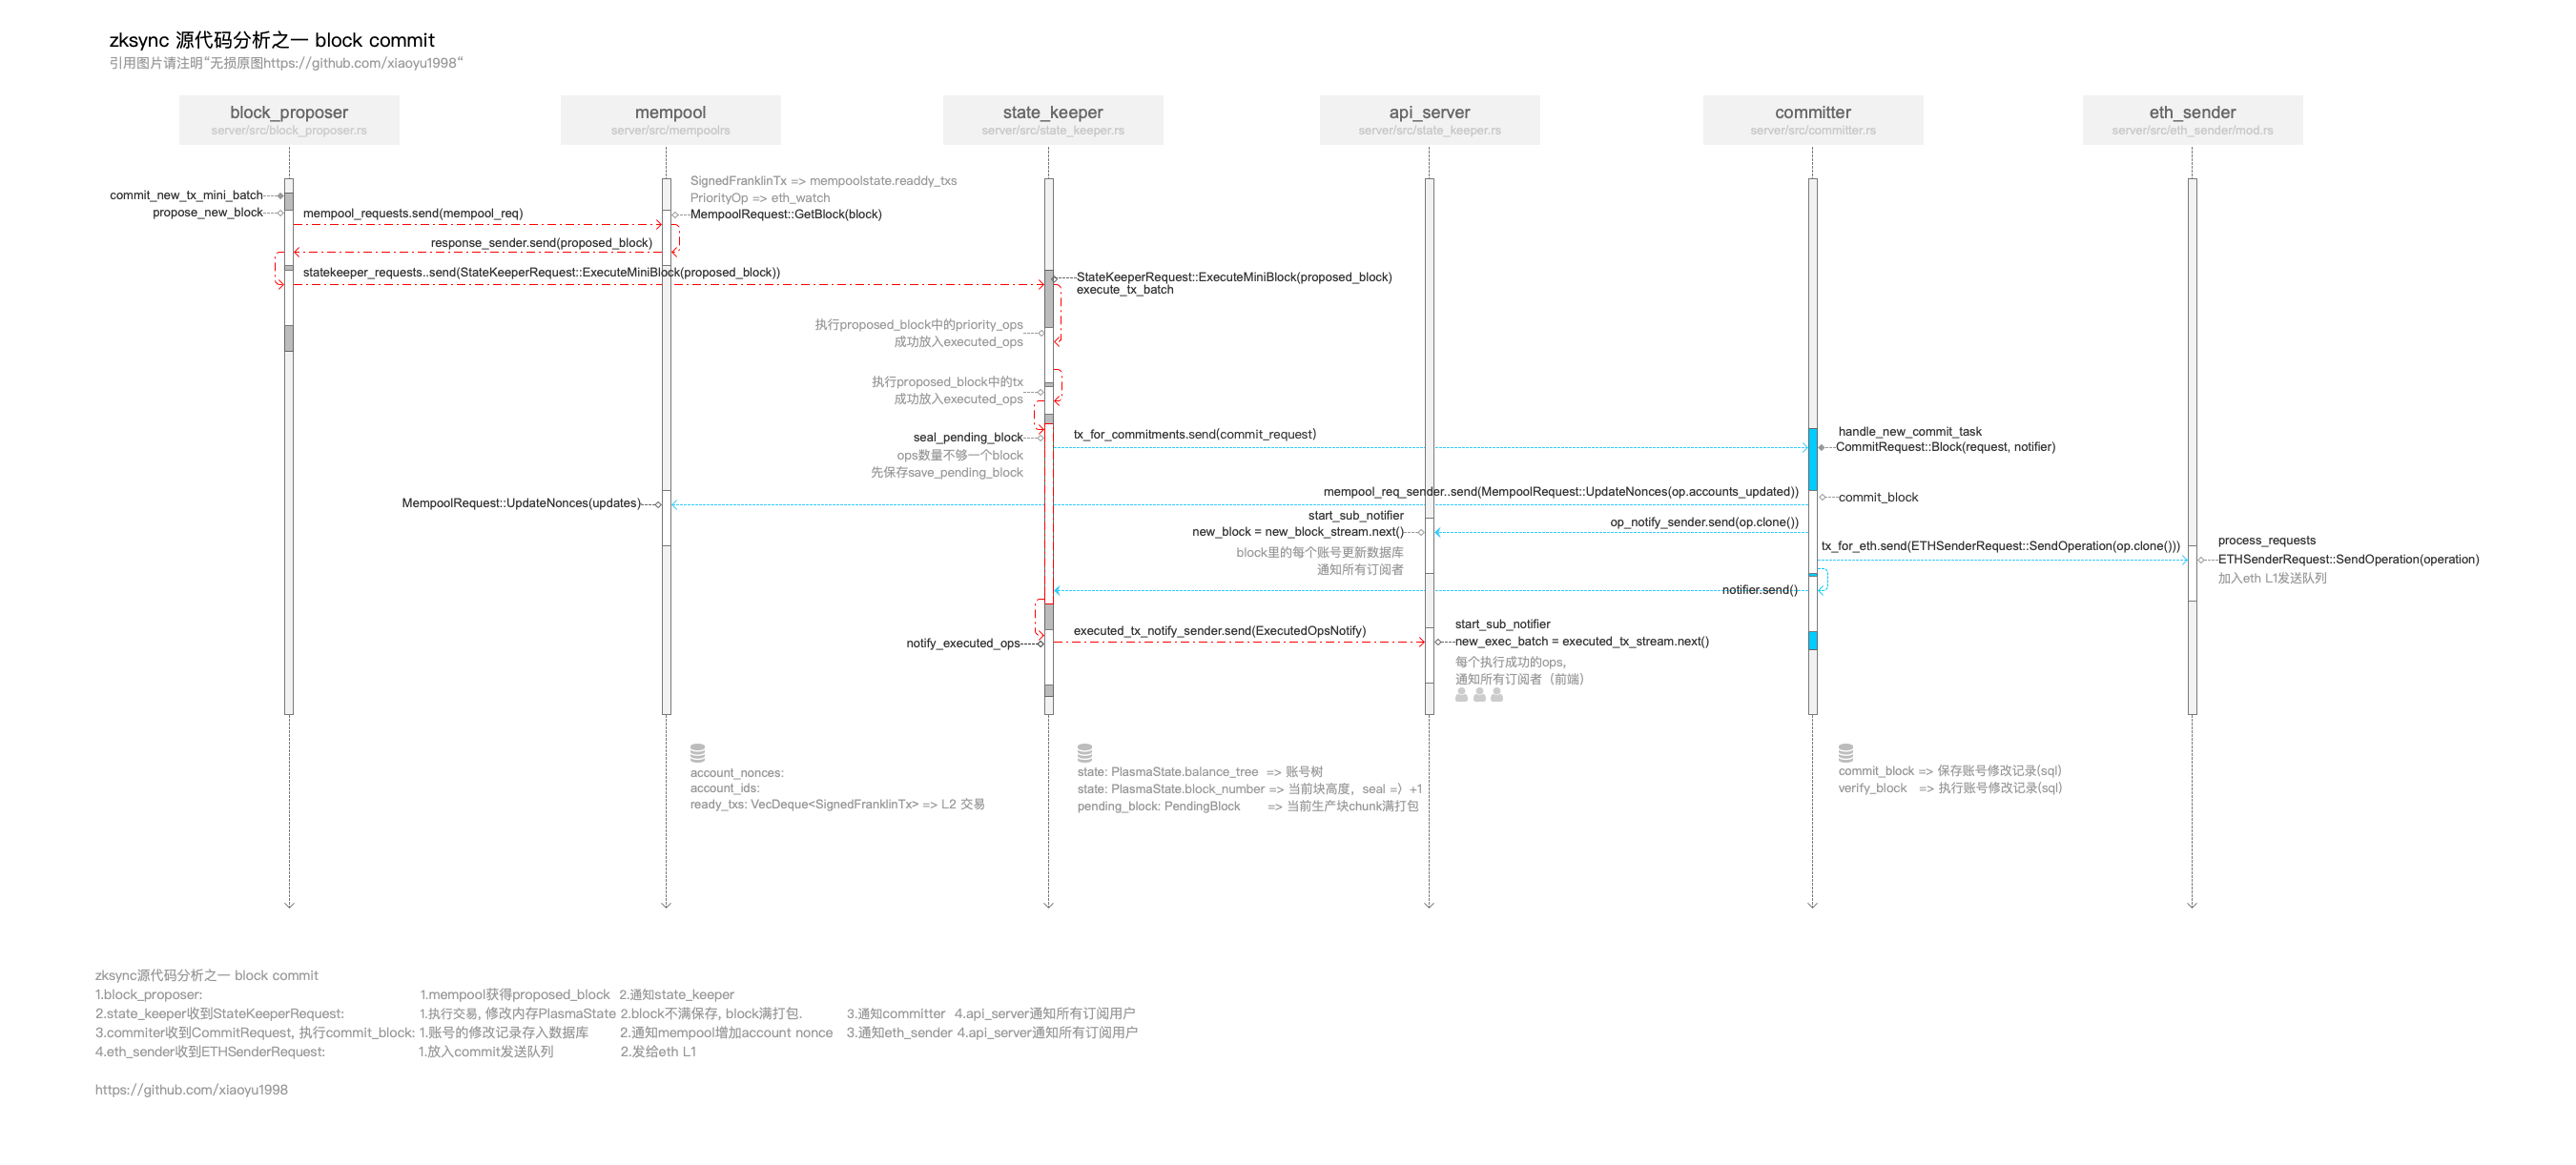 zksync 源代码分析之一 block commit
引用图片请注明“无损原图https://github.com/xiaoyu1998“
block_proposer
server/src/block_proposer.rs
mempool
server/src/mempoolrs
state_keeper
server/src/state_keeper.rs
api_server
server/src/state_keeper.rs
committer
server/src/committer.rs
eth_sender
server/src/eth_sender/mod.rs
commit_new_tx_mini_batch
propose_new_block
mempool_requests.send(mempool_req)
SignedFranklinTx => mempoolstate.readdy_txs
PriorityOp => eth_watch
MempoolRequest::GetBlock(block)
response_sender.send(proposed_block)
statekeeper_requests..send(StateKeeperRequest::ExecuteMiniBlock(proposed_block))
StateKeeperRequest::ExecuteMiniBlock(proposed_block)
execute_tx_batch
执行proposed_block中的priority_ops
成功放入executed_ops
执行proposed_block中的tx
成功放入executed_ops
seal_pending_block
ops数量不够一个block
先保存save_pending_block
tx_for_commitments.send(commit_request)
handle_new_commit_task
CommitRequest::Block(request, notifier)
mempool_req_sender..send(MempoolRequest::UpdateNonces(op.accounts_updated))
commit_block
MempoolRequest::UpdateNonces(updates)
start_sub_notifier
new_block = new_block_stream.next()
block里的每个账号更新数据库
通知所有订阅者
op_notify_sender.send(op.clone())
tx_for_eth.send(ETHSenderRequest::SendOperation(op.clone()))
process_requests
ETHSenderRequest::SendOperation(operation)
加入eth L1发送队列
notifier.send()
notify_executed_ops
executed_tx_notify_sender.send(ExecutedOpsNotify)
start_sub_notifier
new_exec_batch = executed_tx_stream.next()
每个执行成功的ops,
通知所有订阅者（前端）
account_nonces:
account_ids:
ready_txs: VecDeque<SignedFranklinTx> => L2 交易
state: PlasmaState.balance_tree => 账号树
state: PlasmaState.block_number => 当前块高度，seal =）+1
pending_block: PendingBlock => 当前生产块chunk满打包
commit_block => 保存账号修改记录(sql)
verify_block => 执行账号修改记录(sql)
zksync源代码分析之一 block commit
1.block_proposer: 1.mempool获得proposed_block 2.通知state_keeper
2.state_keeper收到StateKeeperRequest: 1.执行交易, 修改内存PlasmaState 2.block不满保存, block满打包. 3.通知committer 4.api_server通知所有订阅用户
3.commiter收到CommitRequest, 执行commit_block: 1.账号的修改记录存入数据库 2.通知mempool增加account nonce 3.通知eth_sender 4.api_server通知所有订阅用户
4.eth_sender收到ETHSenderRequest: 1.放入commit发送队列 2.发给eth L1
https://github.com/xiaoyu1998